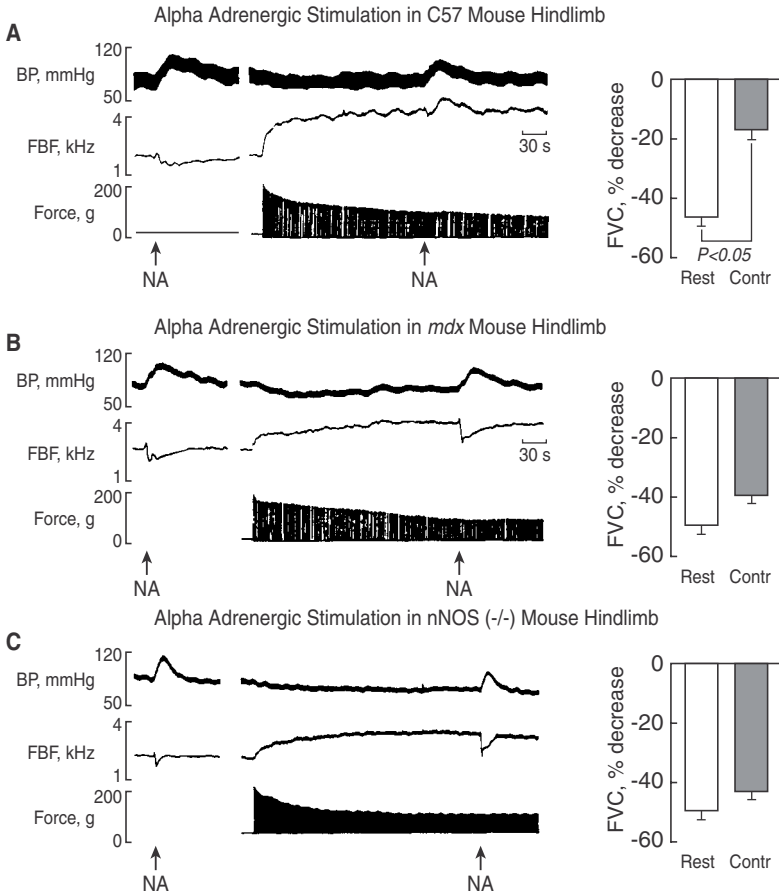 Alpha Adrenergic Stimulation in C57 Mouse Hindlimb
A
BP, mmHg
120
50
FBF, kHz
4
1
30 s
Force, g
200
0
NA
NA
FVC, % decrease
0
-20
-40
-60
P<0.05
Rest
Contr
Alpha Adrenergic Stimulation in mdx Mouse Hindlimb
B
BP, mmHg
120
50
FBF, kHz
4
1
30 s
Force, g
200
0
NA
NA
FVC, % decrease
0
-20
-40
-60
Rest
Contr
Alpha Adrenergic Stimulation in nNOS (-/-) Mouse Hindlimb
C
BP, mmHg
120
50
FBF, kHz
4
1
Force, g
200
0
NA
NA
FVC, % decrease
0
-20
-40
-60
Rest
Contr